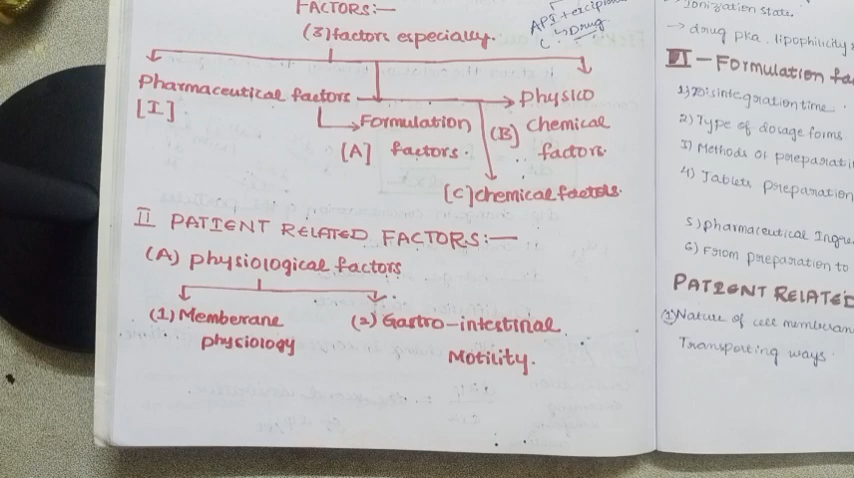 FACTORS:—
(3) factors especially.
API + excipi
↳ Drug
Pharmaceutical factors
[I]
Formulation
[A] factors
Physico
(B) Chemical
factors.
[C] chemical factors.
II PATIENT RELATED FACTORS:—
(A) physiological factors
(1) Memberane
physiology
(2) Gastro-intestinal
Motility.
Ionization state.
→ drug pka. lipophilicity
II - Formulation fa
1) Disintegration time
2) Type of dosage forms
3) Methods of preparati
4) Tablets preparation
5) pharmaceutical Ingre
6) From preparation to
PATIENT RELATED
Nature of cell membran
Transporting ways